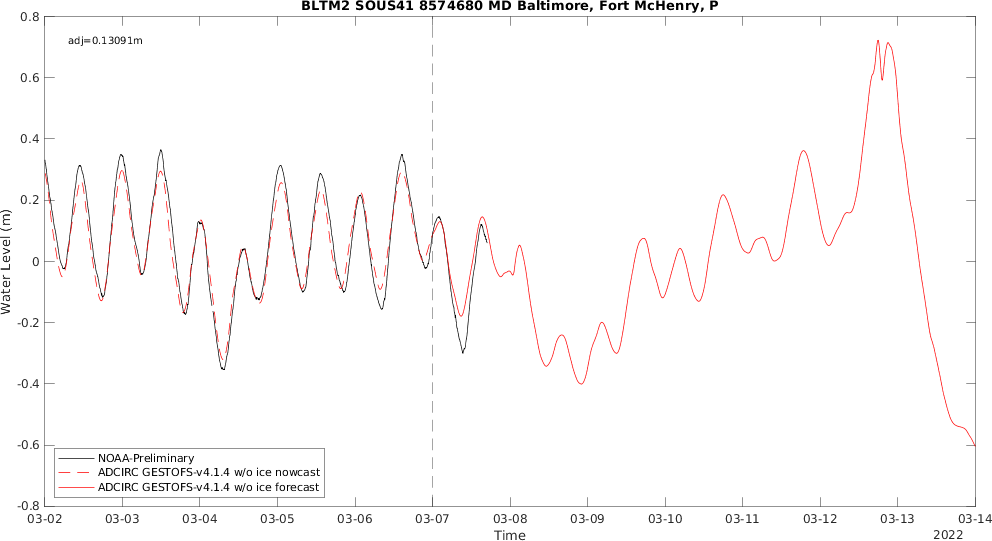 BLTM2 SOUS41 8574680 MD Baltimore, Fort McHenry, P
adj=0.13091m
0.8
0.6
0.4
0.2
0
-0.2
-0.4
-0.6
-0.8
Water Level (m)
NOAA-Preliminary
ADCIRC GESTOFS-v4.1.4 w/o ice nowcast
ADCIRC GESTOFS-v4.1.4 w/o ice forecast
03-02 03-03 03-04 03-05 03-06 03-07 03-08 03-09 03-10 03-11 03-12 03-13 03-14
Time
2022